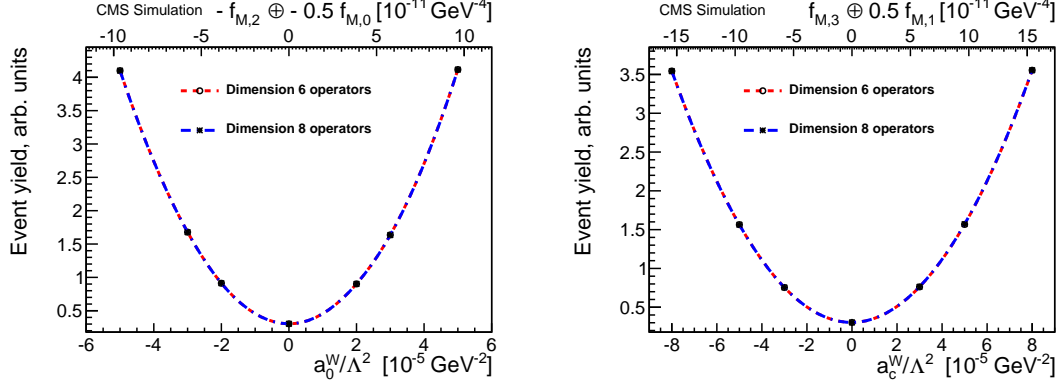 CMS Simulation - f_M,2 ⊕ - 0.5 f_M,0 [10^-11 GeV^-4]
-10 -5 0 5 10
Event yield, arb. units
4
3.5
3
2.5
2
1.5
1
0.5
Dimension 6 operators
Dimension 8 operators
-6 -4 -2 0 2 4 6
a_0^W/Λ^2 [10^-5 GeV^-2]
CMS Simulation f_M,3 ⊕ 0.5 f_M,1 [10^-11 GeV^-4]
-15 -10 -5 0 5 10 15
Event yield, arb. units
3.5
3
2.5
2
1.5
1
0.5
Dimension 6 operators
Dimension 8 operators
-8 -6 -4 -2 0 2 4 6 8
a_c^W/Λ^2 [10^-5 GeV^-2]